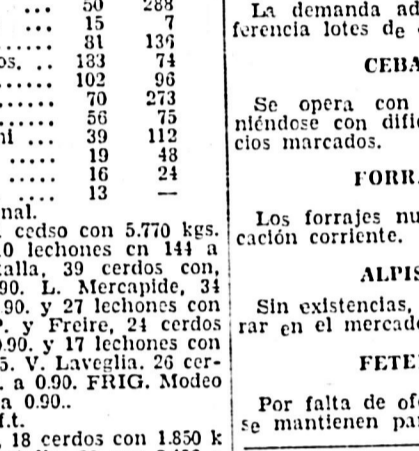 ... 50 288
... 15 7
...... 81 136
os. .. 183 74
...... 102 96
...... 70 273
...... 56 75
ni ... 39 112
..... 19 48
..... 16 24
.... 13 —
nal.
cedso con 5.770 kgs.
0 lechones cn 144 a
alla, 39 cerdos con,
90. L. Mercapide, 34
90. y 27 lechones con
P. y Freire, 24 cerdos
0.90. y 17 lechones con
5. V. Laveglia. 26 cer-
. a 0.90. FRIG. Modeo
a 0.90..
f.t.
, 18 cerdos con 1.850 k
La demanda ad
ferencia lotes de
CEBA
Se opera con
niéndose con difi
cios marcados.
FORRA
Los forrajes nu
cación corriente.
ALPIS
Sin existencias,
rar en el mercado
FETE
Por falta de ofe
se mantienen par